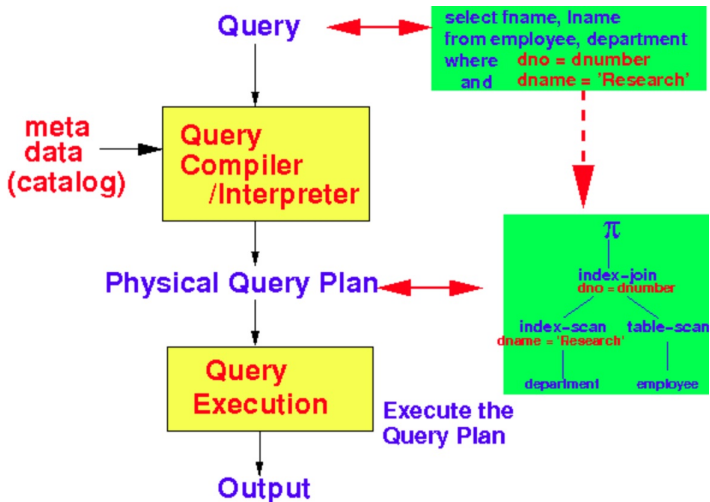 Query
select fname, lname
from employee, department
where dno = dnumber
and dname = 'Research'
meta
data
(catalog)
Query
Compiler
/Interpreter
Physical Query Plan
π
index-join
dno = dnumber
index-scan table-scan
dname = 'Research'
department employee
Query
Execution
Execute the
Query Plan
Output